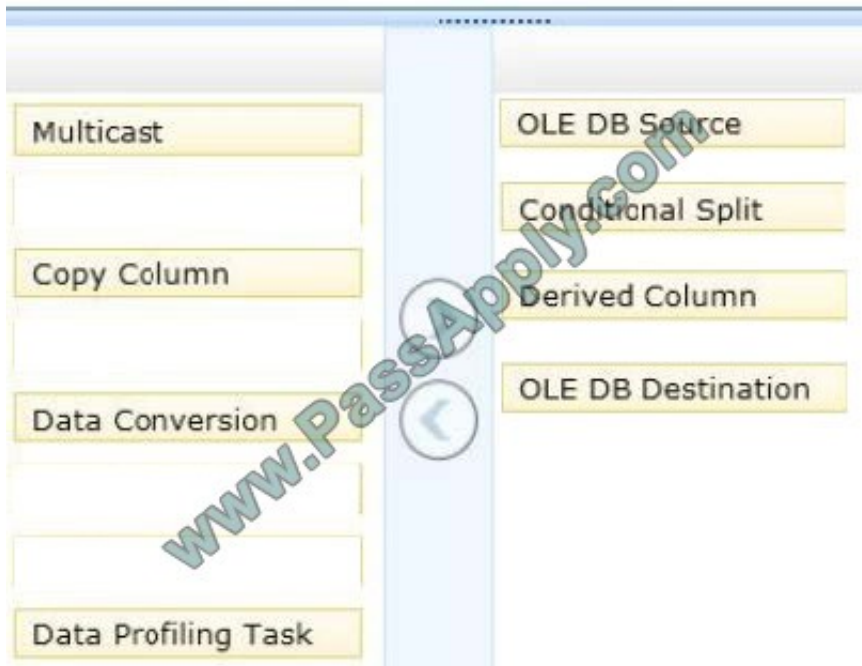 Multicast
Copy Column
Data Conversion
Data Profiling Task
OLE DB Source
Conditional Split
Derived Column
OLE DB Destination
www.PassApply.com